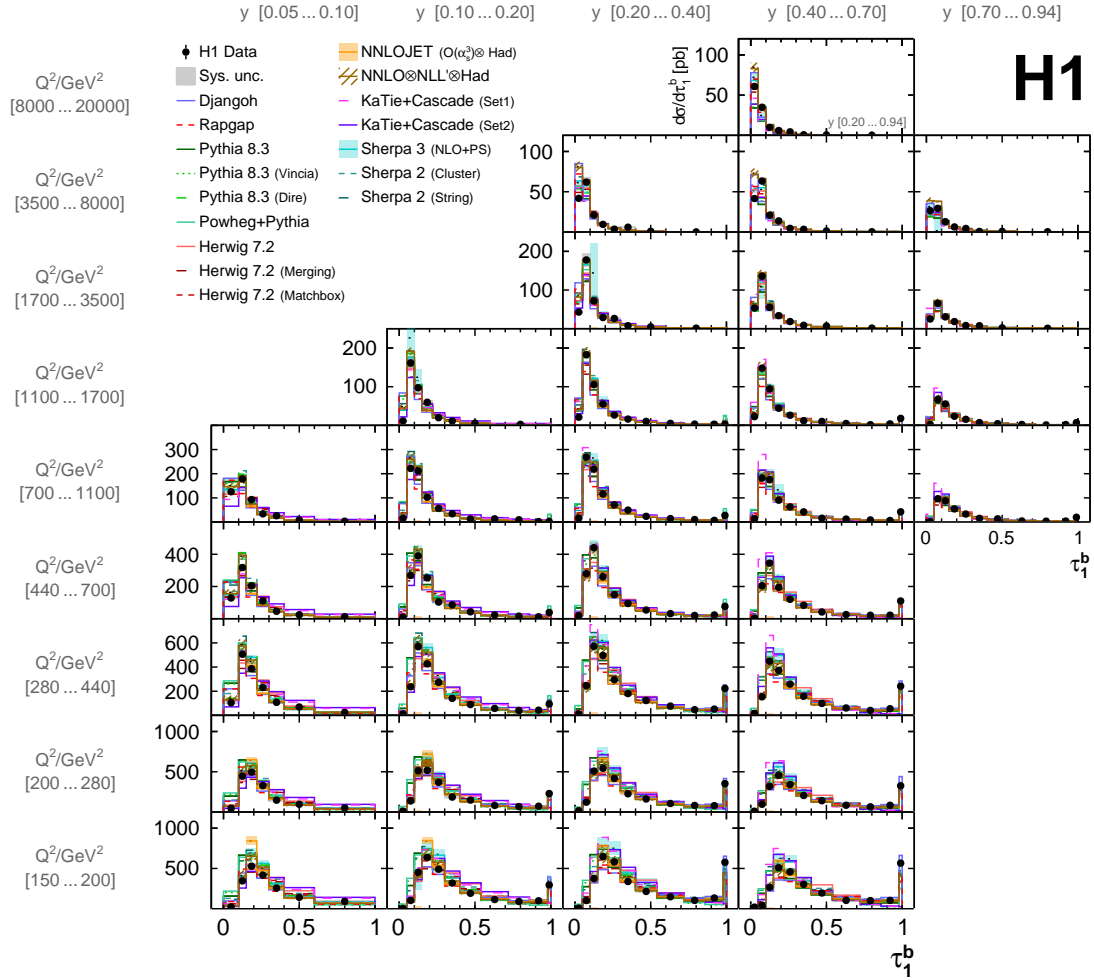 y [0.05 ... 0.10]
y [0.10 ... 0.20]
y [0.20 ... 0.40]
y [0.40 ... 0.70]
y [0.70 ... 0.94]
H1
H1 Data
Sys. unc.
Djangoh
Rapgap
Pythia 8.3
Pythia 8.3 (Vincia)
Pythia 8.3 (Dire)
Powheg+Pythia
Herwig 7.2
Herwig 7.2 (Merging)
Herwig 7.2 (Matchbox)
NNLOJET (O(α_s^3)⊗ Had)
NNLO⊗NLL'⊗Had
KaTie+Cascade (Set1)
KaTie+Cascade (Set2)
Sherpa 3 (NLO+PS)
Sherpa 2 (Cluster)
Sherpa 2 (String)
Q²/GeV²
[8000 ... 20000]
dσ/dτ₁ᵇ [pb]
100
50
y [0.20 ... 0.94]
Q²/GeV²
[3500 ... 8000]
100
50
Q²/GeV²
[1700 ... 3500]
200
100
Q²/GeV²
[1100 ... 1700]
200
100
Q²/GeV²
[700 ... 1100]
300
200
100
0 0.5 1
τ₁ᵇ
Q²/GeV²
[440 ... 700]
400
200
Q²/GeV²
[280 ... 440]
600
400
200
Q²/GeV²
[200 ... 280]
1000
500
Q²/GeV²
[150 ... 200]
1000
500
0 0.5 1 0 0.5 1 0 0.5 1 0 0.5 1
τ₁ᵇ